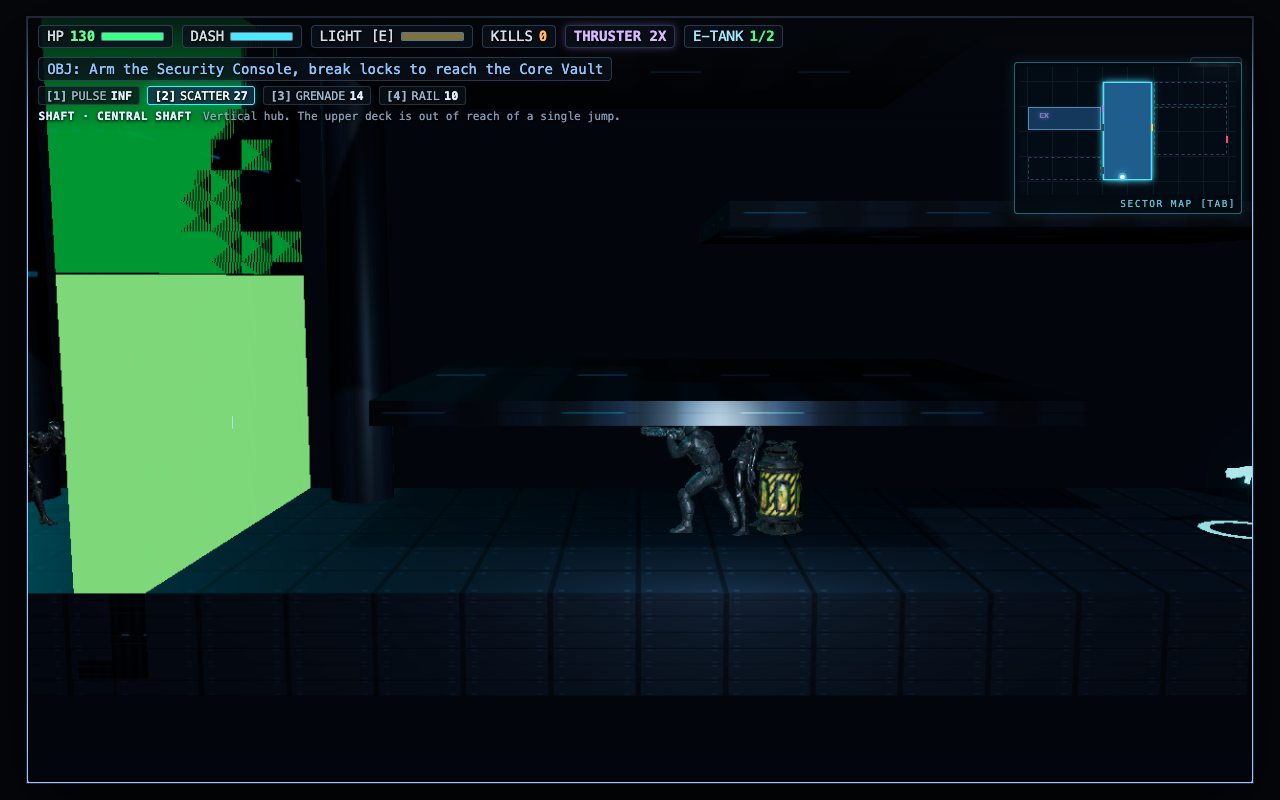 HP 130 DASH LIGHT [E] KILLS 0 THRUSTER 2X E-TANK 1/2
OBJ: Arm the Security Console, break locks to reach the Core Vault
[1] PULSE INF [2] SCATTER 27 [3] GRENADE 14 [4] RAIL 10
SHAFT · CENTRAL SHAFT Vertical hub. The upper deck is out of reach of a single jump.
EX
SECTOR MAP [TAB]